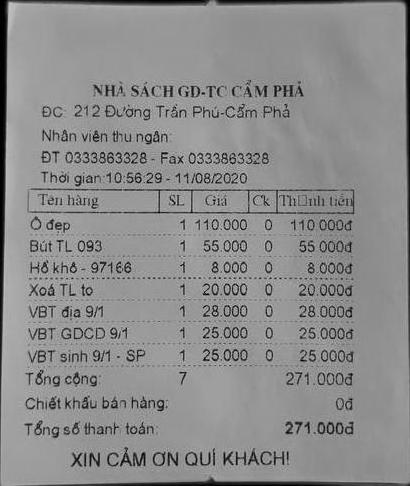 NHÀ SÁCH GD-TC CẨM PHẢ
ĐC: 212 Đường Trần Phú-Cẩm Phả
Nhân viên thu ngân:
ĐT 0333863328 - Fax 0333863328
Thời gian:10:56:29 - 11/08/2020
Tên hàng SL Giá Ck Th□nh tiền
Ô đẹp 1 110.000 0 110.000đ
Bút TL 093 1 55.000 0 55.000đ
Hồ khô - 97166 1 8.000 0 8.000đ
Xoá TL to 1 20.000 0 20.000đ
VBT địa 9/1 1 28.000 0 28.000đ
VBT GDCD 9/1 1 25.000 0 25.000đ
VBT sinh 9/1 - SP 1 25.000 0 25.000đ
Tổng cộng: 7 271.000đ
Chiết khấu bán hàng: 0đ
Tổng số thanh toán: 271.000đ
XIN CẢM ƠN QUÍ KHÁCH!